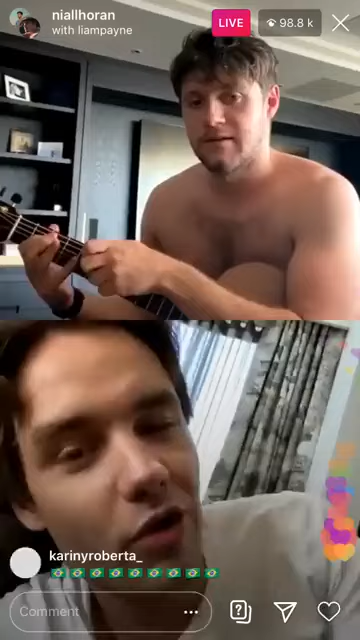 niallhoran
with liampayne
LIVE
98.8 k
karinyroberta_
🇧🇷🇧🇷🇧🇷🇧🇷🇧🇷🇧🇷🇧🇷🇧🇷🇧🇷
Comment